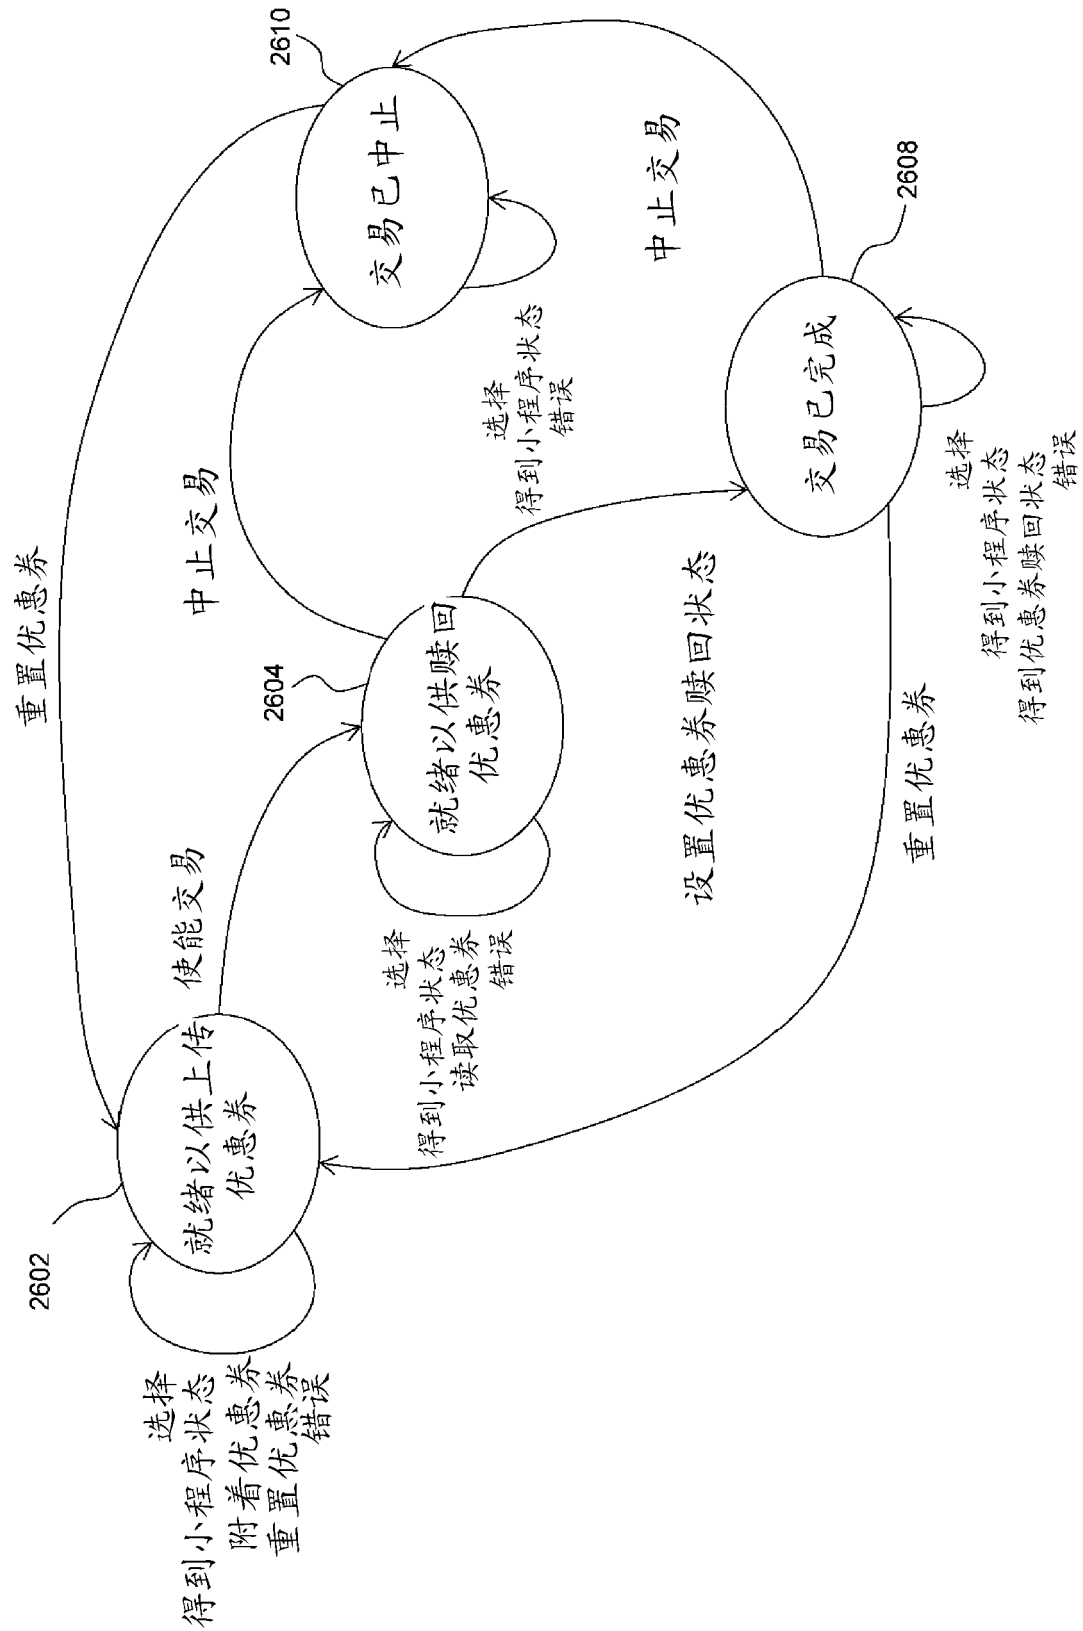 2602
就绪以供上传
优惠券
选择
得到小程序状态
附着优惠券
重置优惠券
错误
使能交易
重置优惠券
2604
就绪以供赎回
优惠券
选择
得到小程序状态
读取优惠券
错误
中止交易
设置优惠券赎回状态
重置优惠券
2610
交易已中止
选择
得到小程序状态
错误
中止交易
2608
交易已完成
选择
得到小程序状态
得到优惠券赎回状态
错误